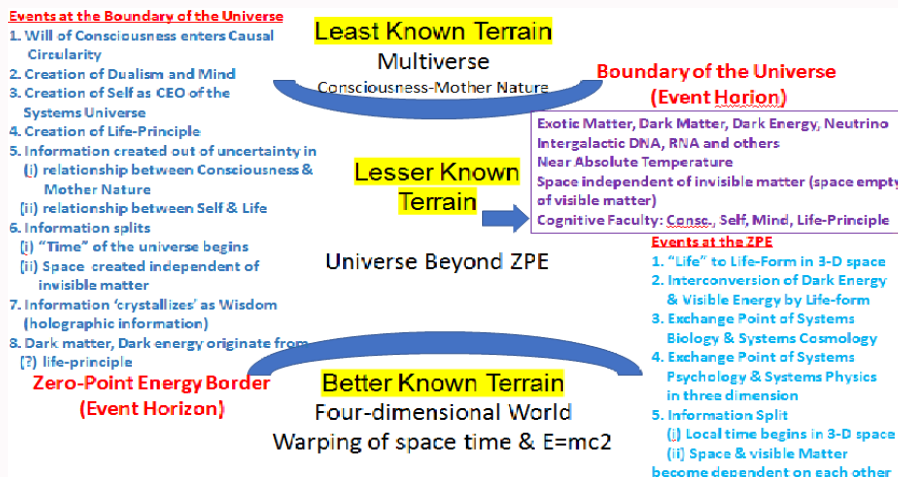 Events at the Boundary of the Universe
1. Will of Consciousness enters Causal
Circularity
2. Creation of Dualism and Mind
3. Creation of Self as CEO of the
Systems Universe
4. Creation of Life-Principle
5. Information created out of uncertainty in
(i) relationship between Consciousness &
Mother Nature
(ii) relationship between Self & Life
6. Information splits
(i) “Time” of the universe begins
(ii) Space created independent of
invisible matter
7. Information ‘crystallizes’ as Wisdom
(holographic information)
8. Dark matter, Dark energy originate from
(?) life-principle
Zero-Point Energy Border
(Event Horizon)
Least Known Terrain
Multiverse
Consciousness-Mother Nature
Lesser Known
Terrain
Universe Beyond ZPE
Better Known Terrain
Four-dimensional World
Warping of space time & E=mc2
Boundary of the Universe
(Event Horion)
Exotic Matter, Dark Matter, Dark Energy, Neutrino
Intergalactic DNA, RNA and others
Near Absolute Temperature
Space independent of invisible matter (space empty
of visible matter)
Cognitive Faculty: Consc., Self, Mind, Life-Principle
Events at the ZPE
1. “Life” to Life-Form in 3-D space
2. Interconversion of Dark Energy
& Visible Energy by Life-form
3. Exchange Point of Systems
Biology & Systems Cosmology
4. Exchange Point of Systems
Psychology & Systems Physics
in three dimension
5. Information Split
(i) Local time begins in 3-D space
(ii) Space & visible Matter
become dependent on each other